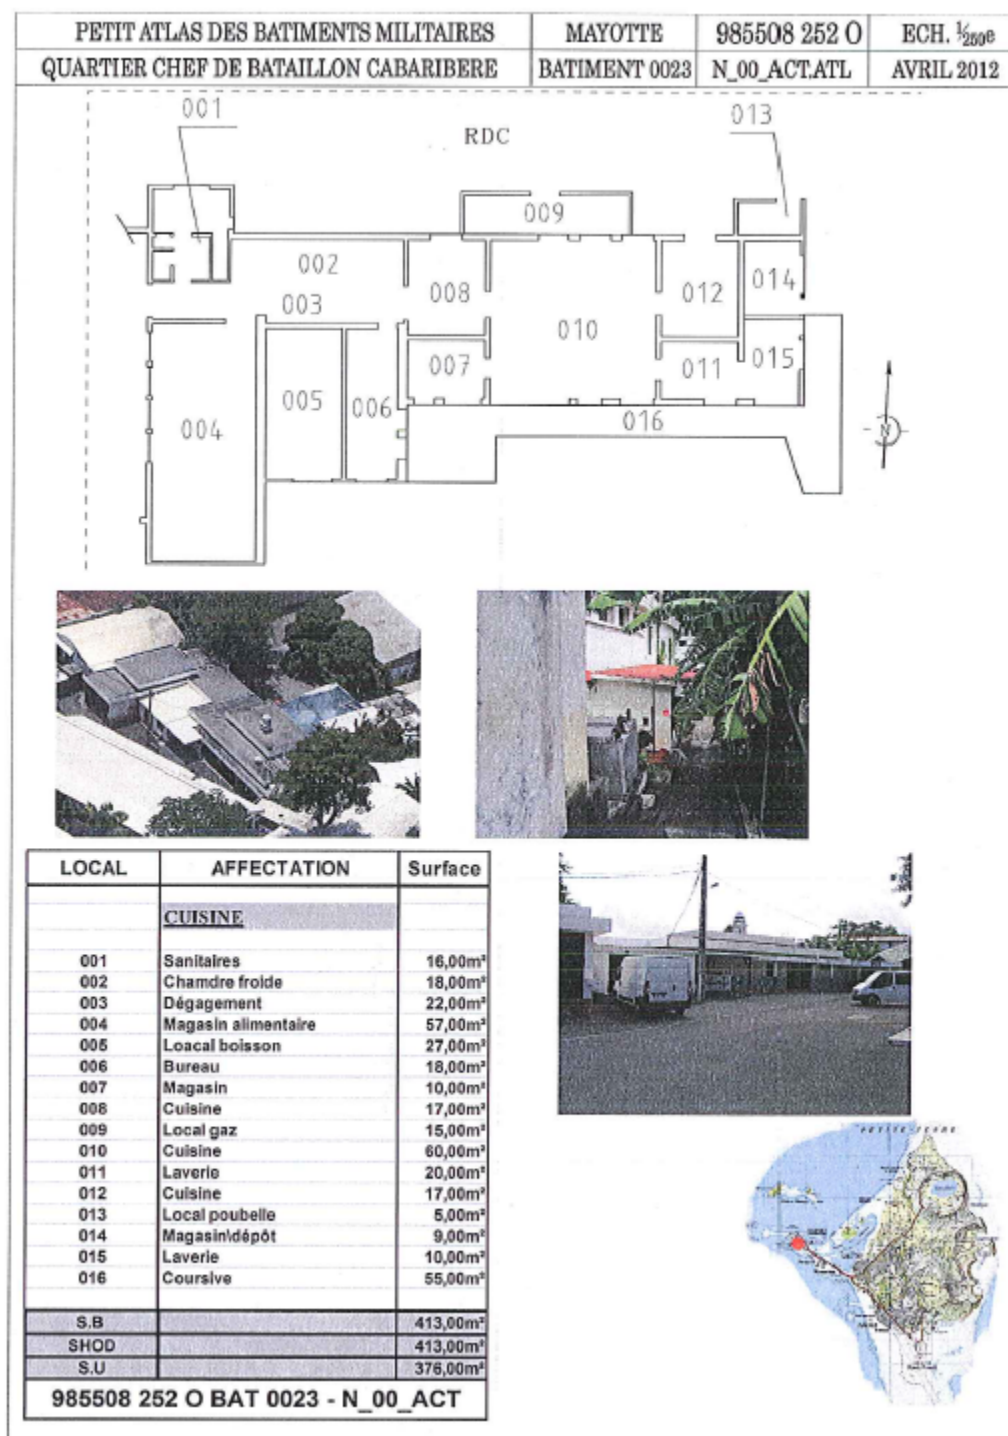 PETIT ATLAS DES BATIMENTS MILITAIRES MAYOTTE 985508 252 O ECH. 1/250e
QUARTIER CHEF DE BATAILLON CABARIBERE BATIMENT 0023 N_00_ACT.ATL AVRIL 2012
001
013
RDC
009
002
014
008
012
003
010
007
011
015
005
006
004
016
N
LOCAL AFFECTATION Surface
CUISINE
001 Sanitaires 16,00m²
002 Chamdre froide 18,00m²
003 Dégagement 22,00m²
004 Magasin alimentaire 57,00m²
005 Loacal boisson 27,00m²
006 Bureau 18,00m²
007 Magasin 10,00m²
008 Cuisine 17,00m²
009 Local gaz 15,00m²
010 Cuisine 60,00m²
011 Laverie 20,00m²
012 Cuisine 17,00m²
013 Local poubelle 5,00m²
014 Magasin\dépôt 9,00m²
015 Laverie 10,00m²
016 Coursive 55,00m²
S.B 413,00m²
SHOD 413,00m²
S.U 376,00m²
985508 252 O BAT 0023 - N_00_ACT